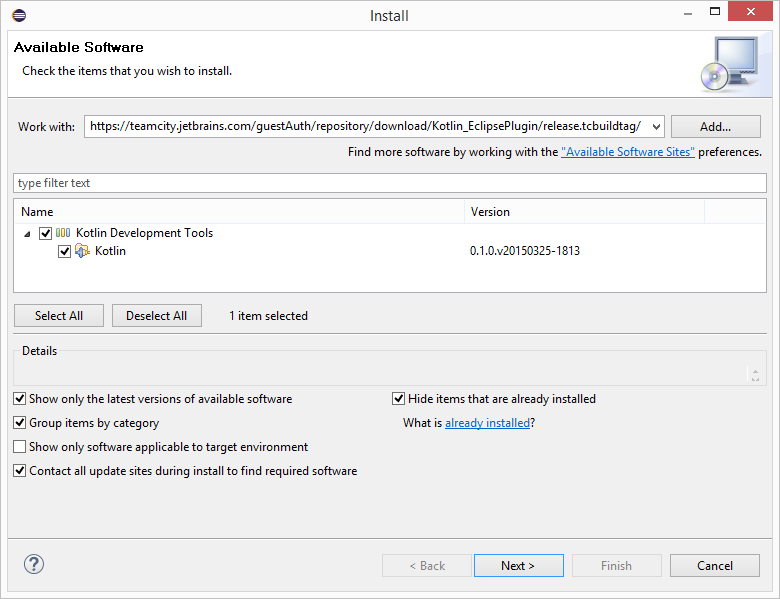 Install
Available Software
Check the items that you wish to install.
Work with: https://teamcity.jetbrains.com/guestAuth/repository/download/Kotlin_EclipsePlugin/release.tcbuildtag/ Add...
Find more software by working with the "Available Software Sites" preferences.
type filter text
Name Version
Kotlin Development Tools
Kotlin 0.1.0.v20150325-1813
Select All Deselect All 1 item selected
Details
Show only the latest versions of available software Hide items that are already installed
Group items by category What is already installed?
Show only software applicable to target environment
Contact all update sites during install to find required software
? < Back Next > Finish Cancel